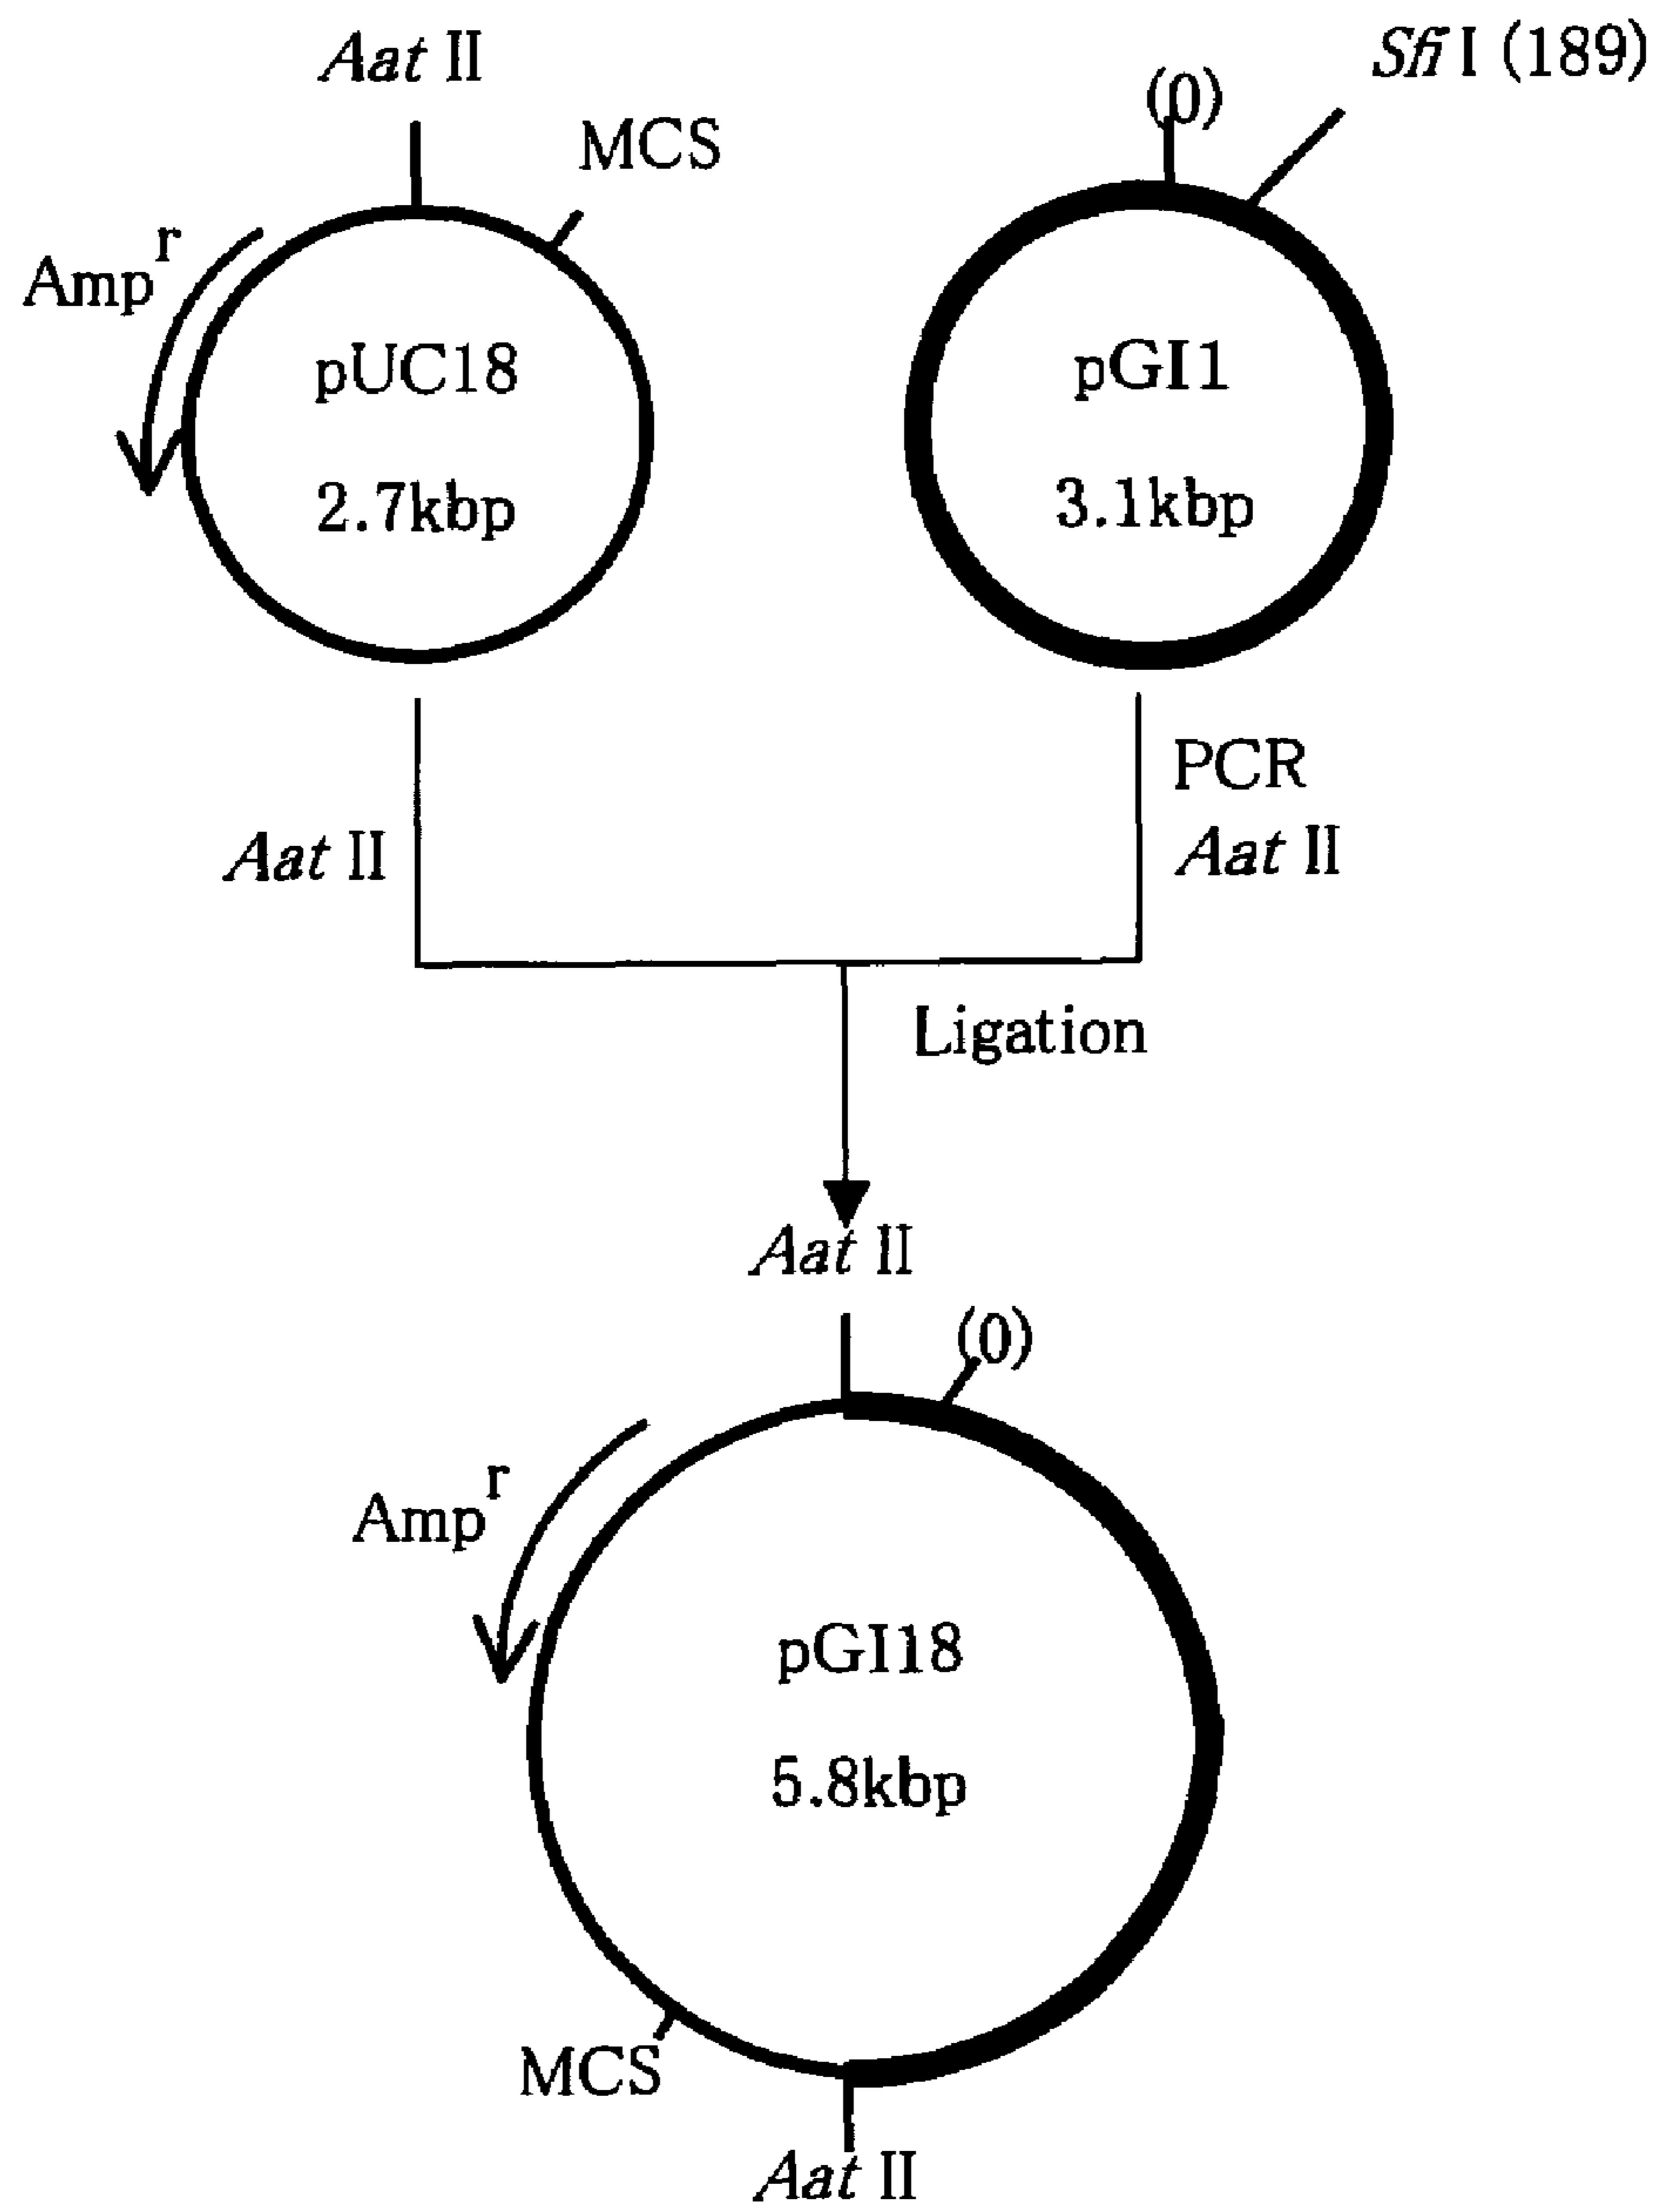 Aat II
MCS
Amp^r
pUC18
2.7kbp
(0)
Sfi I (189)
pGI1
3.1kbp
Aat II
PCR
Aat II
Ligation
Aat II
(0)
Amp^r
pGI18
5.8kbp
MCS
Aat II